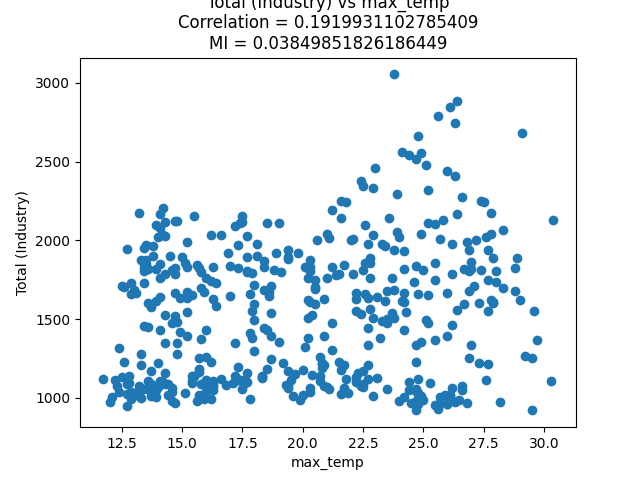 Total (Industry) vs max_temp
Correlation = 0.1919931102785409
MI = 0.03849851826186449
3000
2500
2000
1500
1000
Total (Industry)
12.5 15.0 17.5 20.0 22.5 25.0 27.5 30.0
max_temp